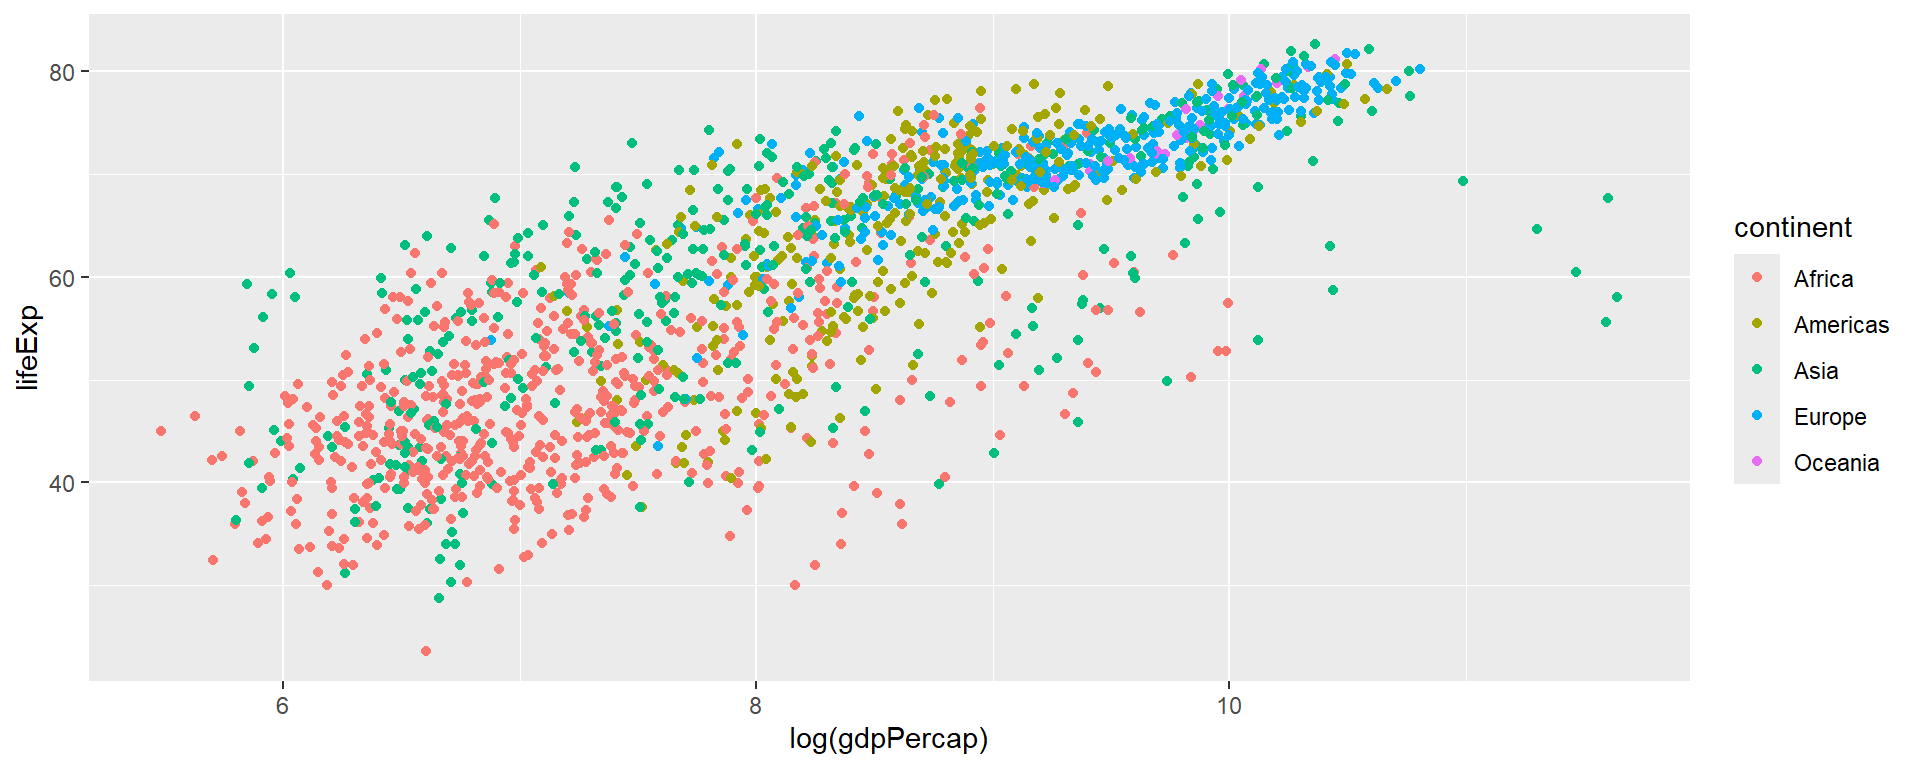 80
60
40
lifeExp
6 8 10
log(gdpPercap)
continent
Africa
Americas
Asia
Europe
Oceania